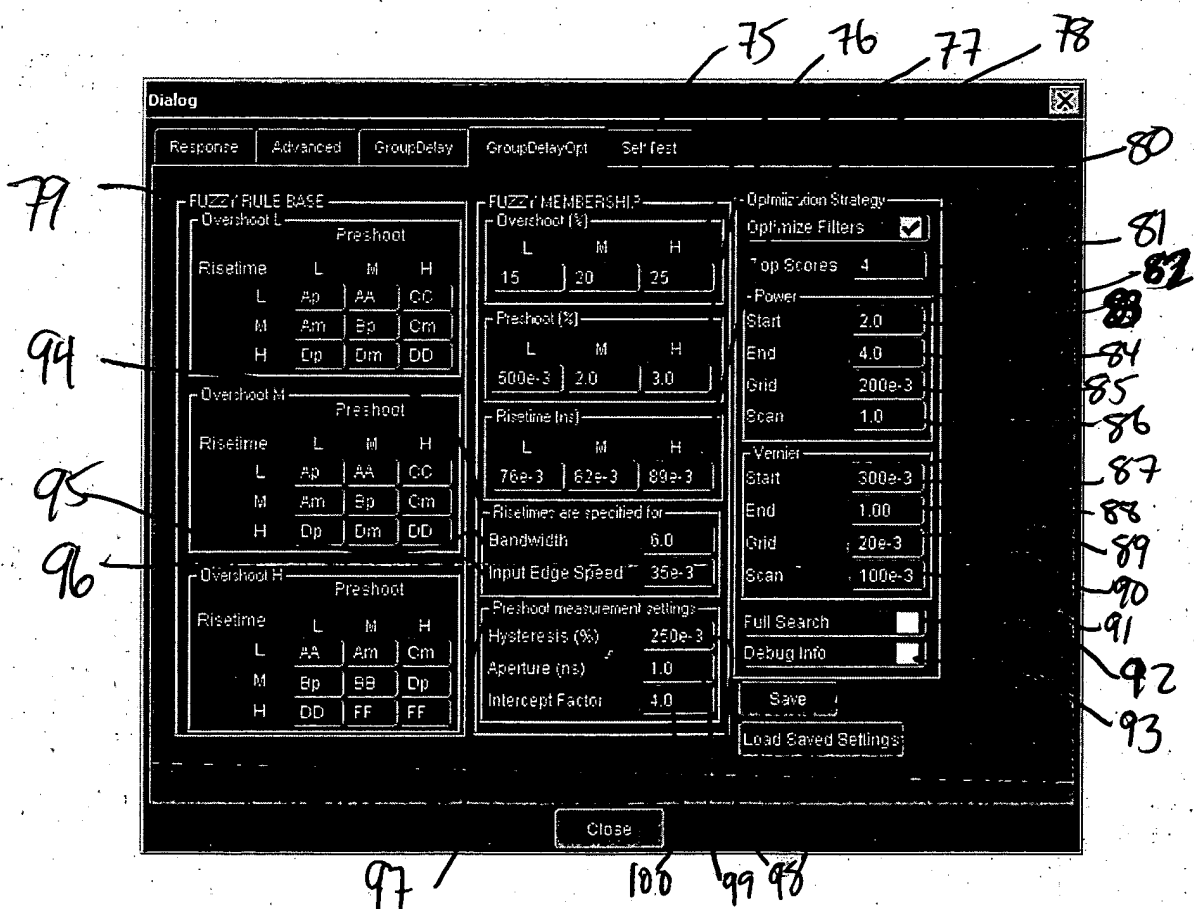 75 76 77 78
Dialog
Response Advanced GroupDelay GroupDelayOpt Self Test
80
79
FUZZY RULE BASE
Overshoot L
Preshoot
Risetime L M H
L Ap AA CC
M Am Bp Cm
H Dp Dm DD
94
Overshoot M
Preshoot
Risetime L M H
L Ap AA CC
M Am Bp Cm
H Dp Dm DD
95
96
Overshoot H
Preshoot
Risetime L M H
L AA Am Cm
M Bp BB Dp
H DD FF FF
FUZZY MEMBERSHIP
Overshoot (%)
L M H
15 20 25
Preshoot (%)
L M H
500e-3 2.0 3.0
Risetime (ns)
L M H
76e-3 82e-3 89e-3
Risetimes are specified for
Bandwidth 6.0
Input Edge Speed 35e-3
Preshoot measurement settings
Hysteresis (%) 250e-3
Aperture (ns) 1.0
Intercept Factor 4.0
Optimization Strategy
Optimize Filters
Top Scores 4
Power
Start 2.0
End 4.0
Grid 200e-3
Scan 1.0
Vernier
Start 300e-3
End 1.00
Grid 20e-3
Scan 100e-3
Full Search
Debug Info
Save
Load Saved Settings
81
82
83
84
85
86
87
88
89
90
91
92
93
Close
97 100 99 98